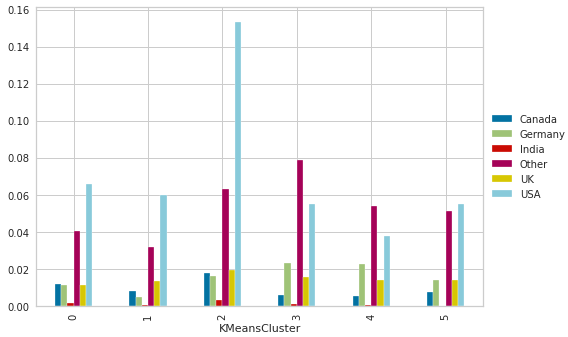 0.16
0.14
0.12
0.10
0.08
0.06
0.04
0.02
0.00
0
1
2
3
4
5
KMeansCluster
Canada
Germany
India
Other
UK
USA